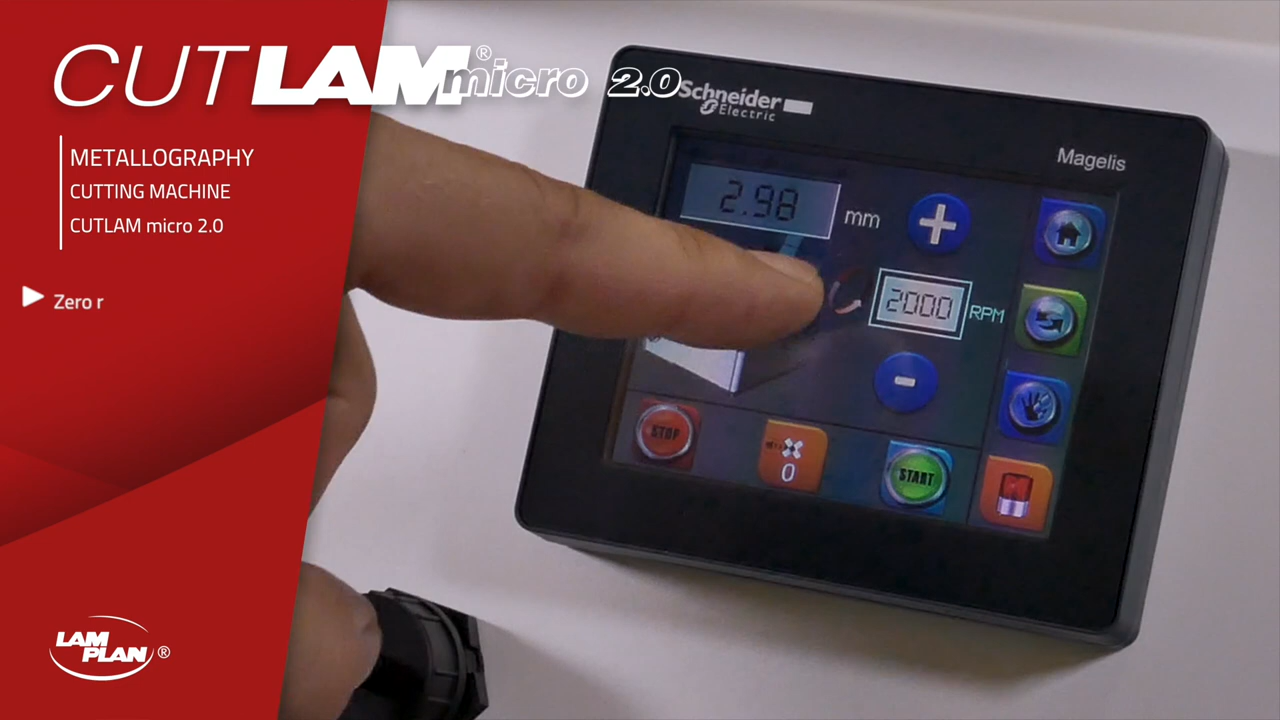 CUTLAM® micro 2.0
METALLOGRAPHY
CUTTING MACHINE
CUTLAM micro 2.0
Zero r
LAM PLAN ®
Schneider Electric
Magelis
2.98 mm
+
2000 RPM
-
STOP
0
START